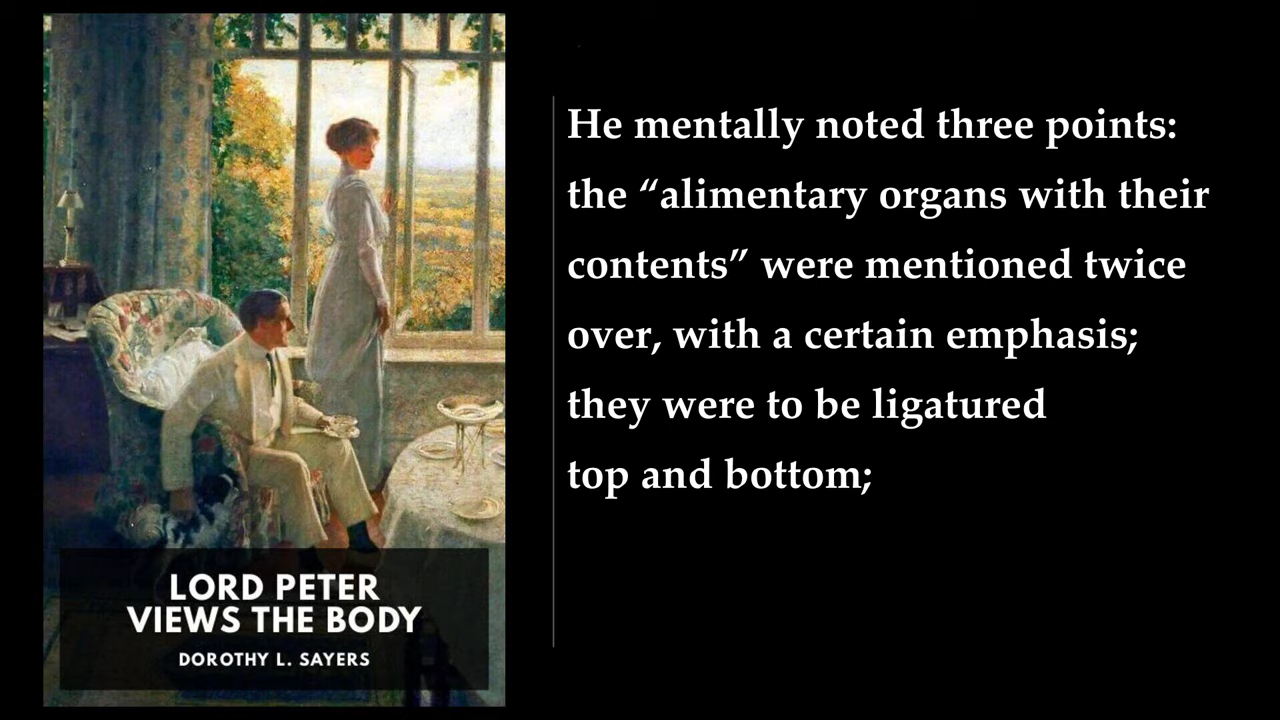 He mentally noted three points:
the “alimentary organs with their
contents” were mentioned twice
over, with a certain emphasis;
they were to be ligatured
top and bottom;
LORD PETER
VIEWS THE BODY
DOROTHY L. SAYERS